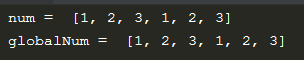 num =  [1, 2, 3, 1, 2, 3]
globalNum =  [1, 2, 3, 1, 2, 3]